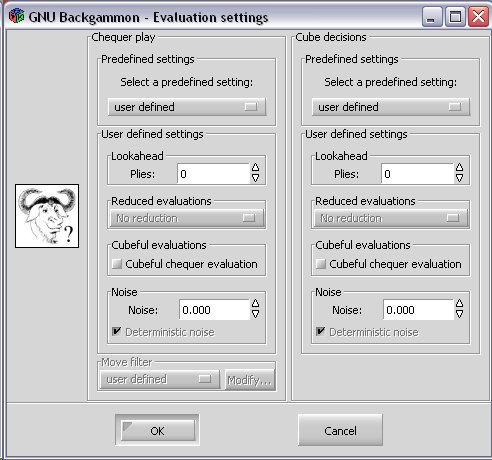 GNU Backgammon - Evaluation settings
Chequer play
Predefined settings
Select a predefined setting:
user defined
User defined settings
Lookahead
Plies: 0
Reduced evaluations
No reduction
Cubeful evaluations
Cubeful chequer evaluation
Noise
Noise: 0.000
Deterministic noise
Move filter
user defined
Modify...
Cube decisions
Predefined settings
Select a predefined setting:
user defined
User defined settings
Lookahead
Plies: 0
Reduced evaluations
No reduction
Cubeful evaluations
Cubeful chequer evaluation
Noise
Noise: 0.000
Deterministic noise
?
OK
Cancel